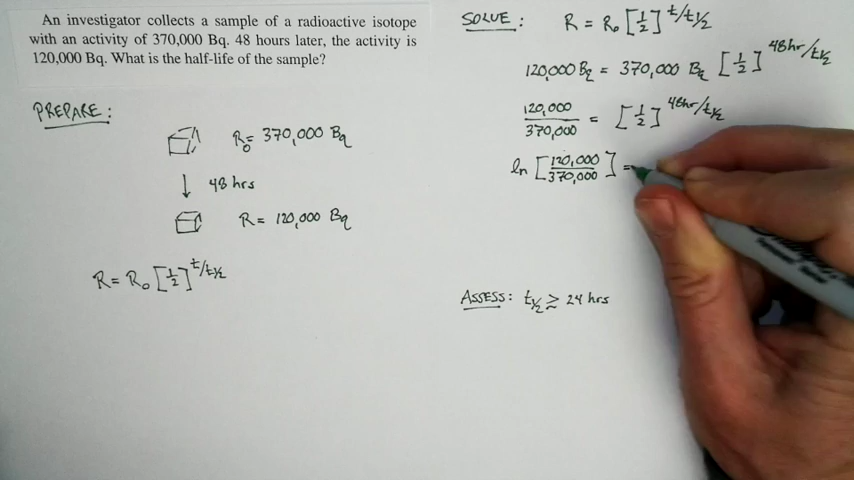 An investigator collects a sample of a radioactive isotope
with an activity of 370,000 Bq. 48 hours later, the activity is
120,000 Bq. What is the half-life of the sample?
PREPARE:
R₀ = 370,000 Bq
↓ 48 hrs
R = 120,000 Bq
R = R₀ [1/2]^t/t½
SOLVE: R = R₀ [1/2]^t/t½
120,000 Bq = 370,000 Bq [1/2]^48hr/t½
120,000/370,000 = [1/2]^48hr/t½
ln [120,000/370,000] =
ASSESS: t½ ≳ 24 hrs